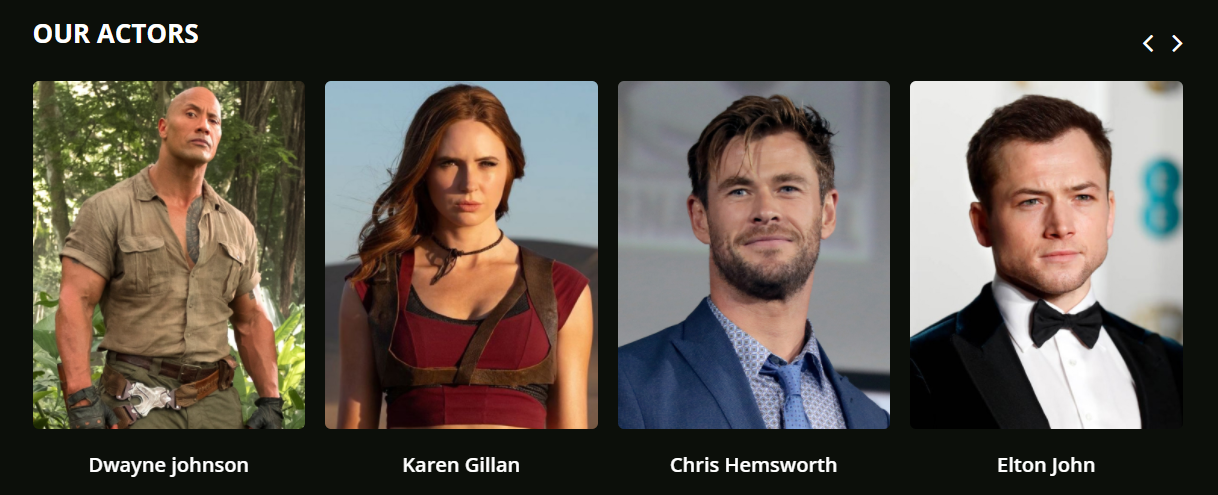 OUR ACTORS
Dwayne johnson
Karen Gillan
Chris Hemsworth
Elton John